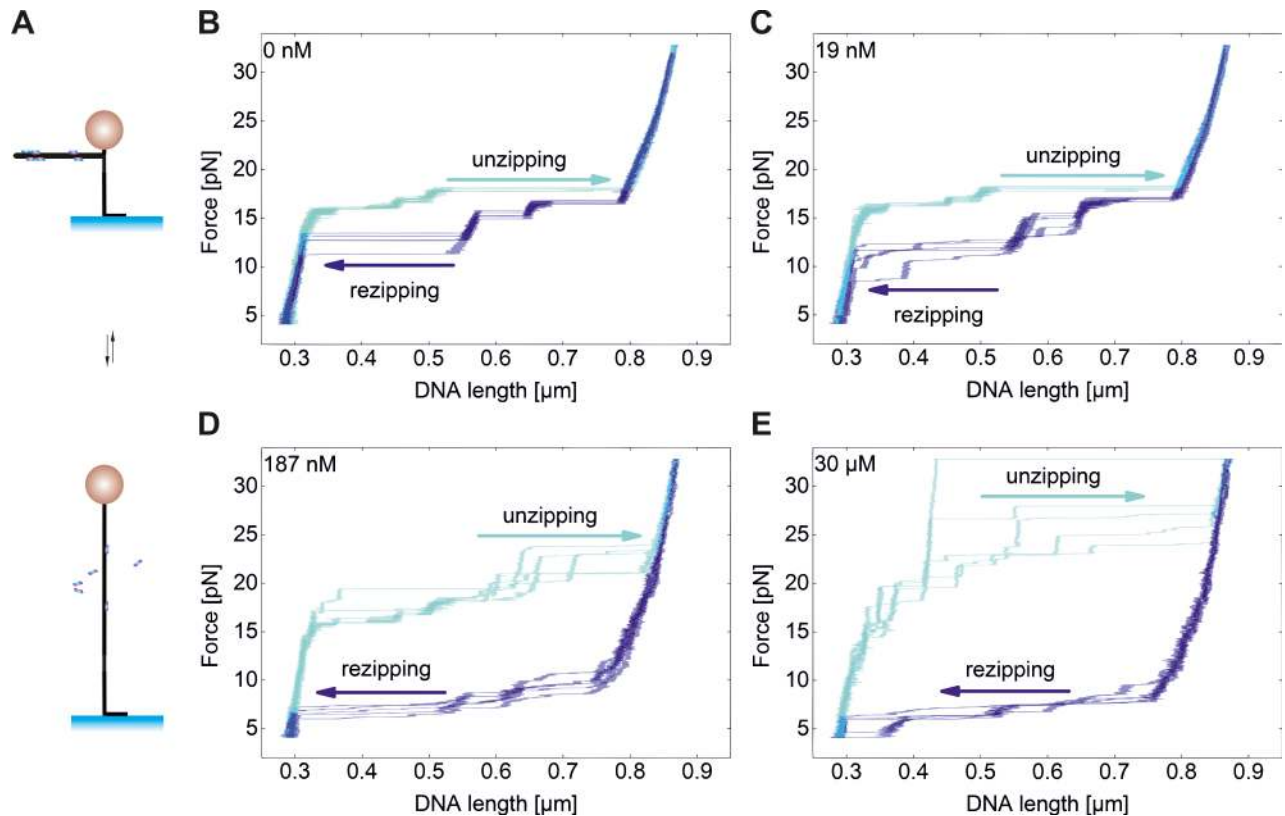 A
B
0 nM
Force [pN]
30
25
20
15
10
5
unzipping
rezipping
0.3 0.4 0.5 0.6 0.7 0.8 0.9
DNA length [µm]
C
19 nM
Force [pN]
30
25
20
15
10
5
unzipping
rezipping
0.3 0.4 0.5 0.6 0.7 0.8 0.9
DNA length [µm]
D
187 nM
Force [pN]
30
25
20
15
10
5
unzipping
rezipping
0.3 0.4 0.5 0.6 0.7 0.8 0.9
DNA length [µm]
E
30 µM
Force [pN]
30
25
20
15
10
5
unzipping
rezipping
0.3 0.4 0.5 0.6 0.7 0.8 0.9
DNA length [µm]